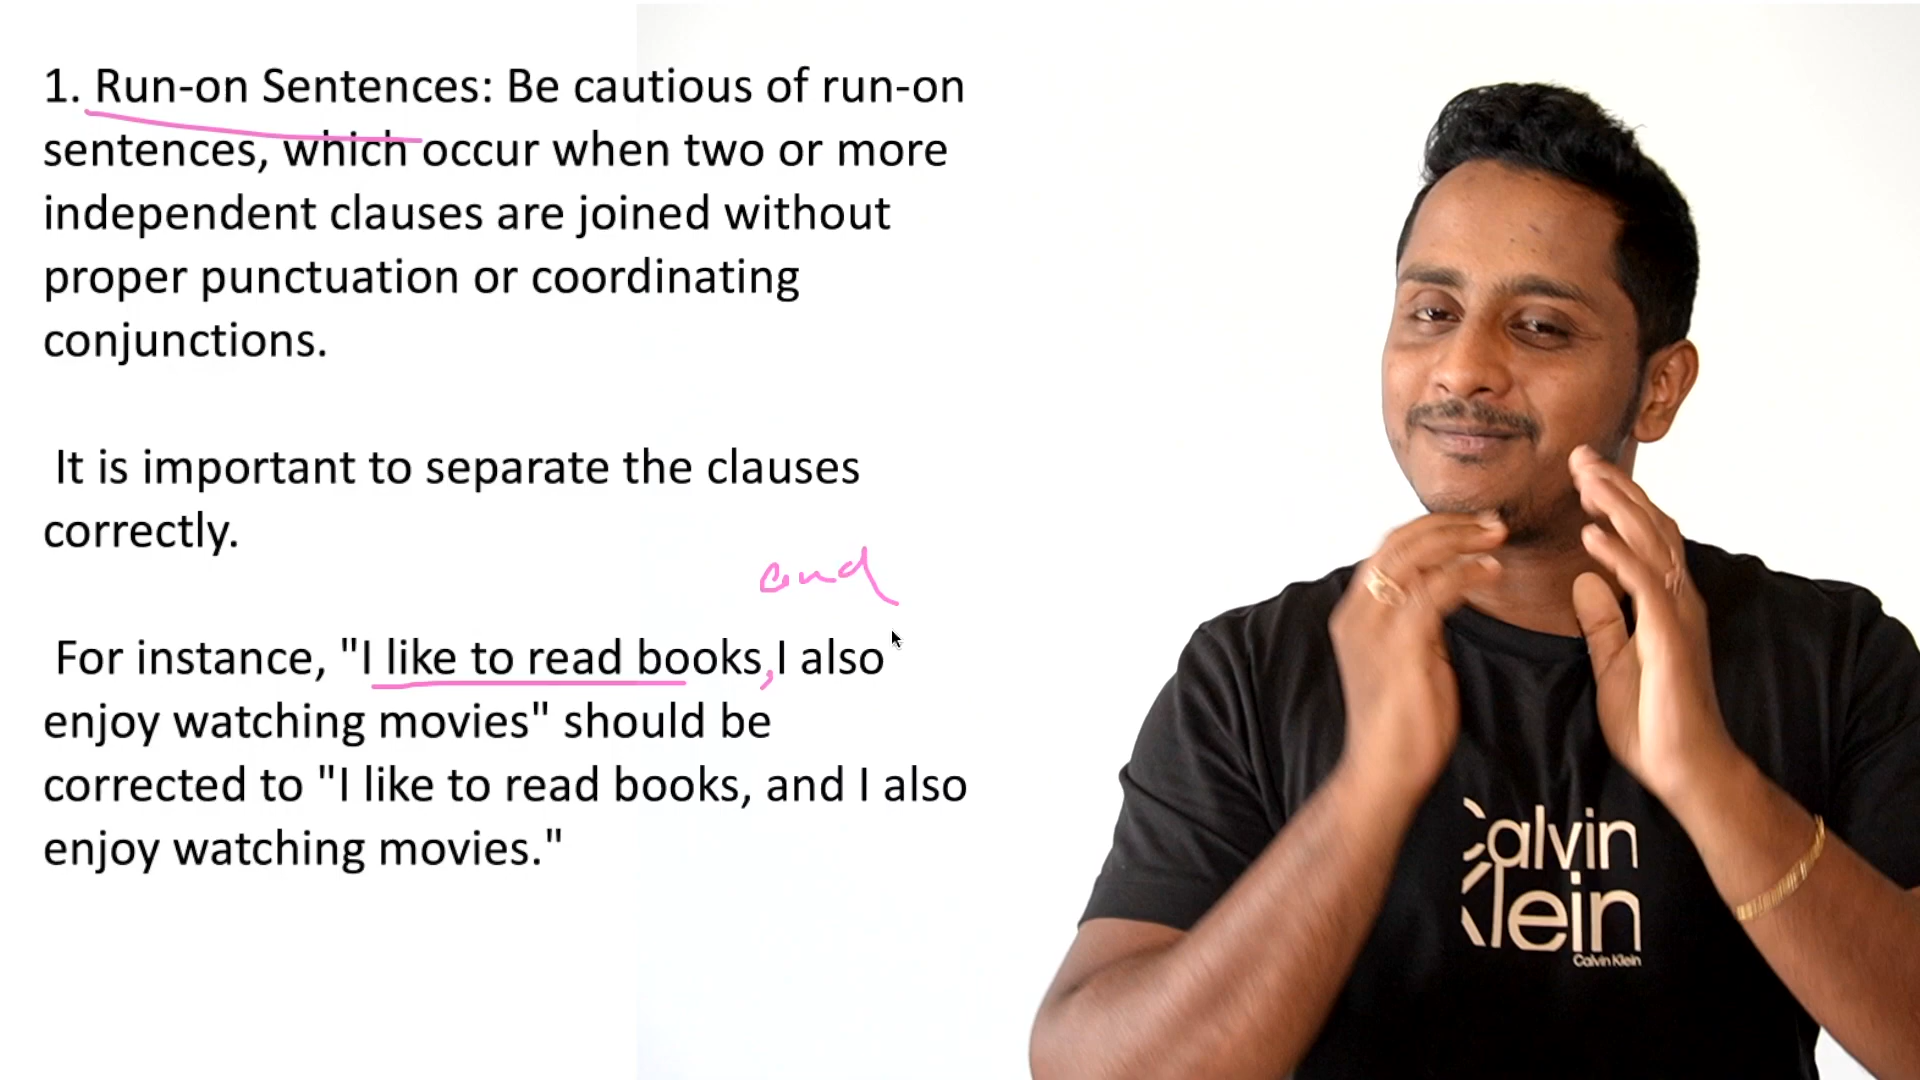 1. Run-on Sentences: Be cautious of run-on
sentences, which occur when two or more
independent clauses are joined without
proper punctuation or coordinating
conjunctions.
It is important to separate the clauses
correctly.
and
For instance, "I like to read books,I also
enjoy watching movies" should be
corrected to "I like to read books, and I also
enjoy watching movies."
Calvin
Klein
Calvin Klein